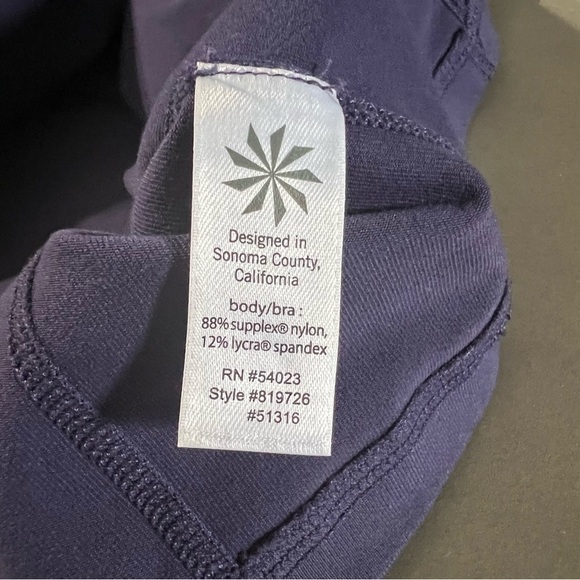 Designed in
Sonoma County,
California
body/bra :
88% supplex® nylon,
12% lycra® spandex
RN #54023
Style #819726
#51316